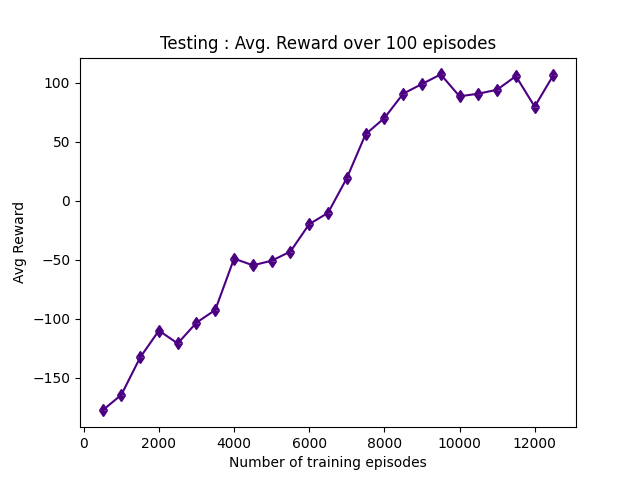 Testing : Avg. Reward over 100 episodes
100
50
0
−50
−100
−150
Avg Reward
0 2000 4000 6000 8000 10000 12000
Number of training episodes